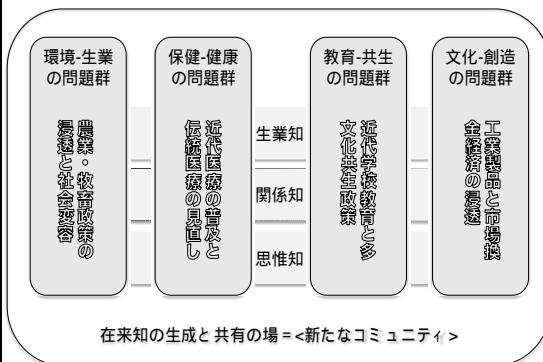 環境-生業
の問題群
農業・牧畜政策の
浸透と社会変容
保健-健康
の問題群
近代医療の普及と
伝統医療の見直し
生業知
関係知
思惟知
教育-共生
の問題群
近代学校教育と多
文化共生政策
文化-創造
の問題群
工業製品と市場換
金経済の浸透
在来知の生成と共有の場=<新たなコミュニティ>